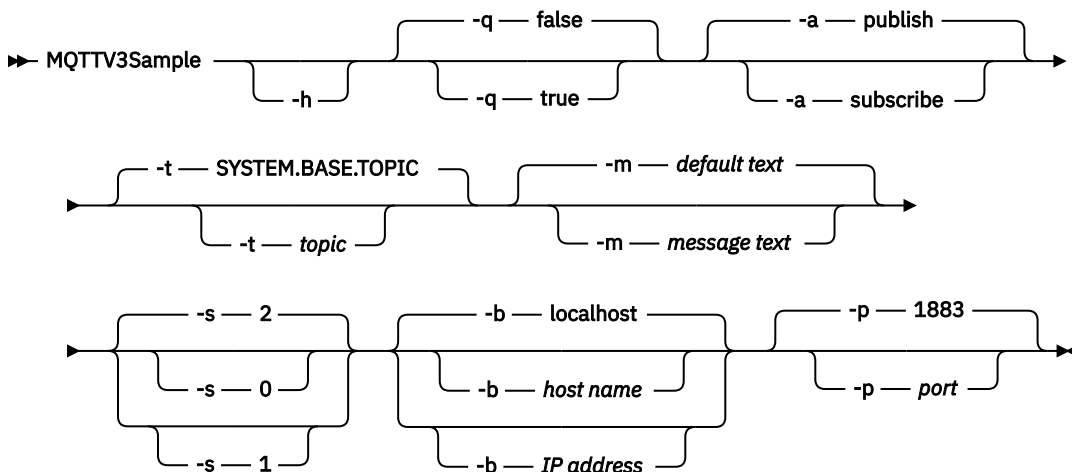 -q — false -a — publish
MQTTV3Sample
-h -q — true -a — subscribe
-t — SYSTEM.BASE.TOPIC -m — default text
-t — topic -m — message text
-s — 2 -b — localhost -p — 1883
-s — 0 -b — host name -p — port
-s — 1 -b — IP address